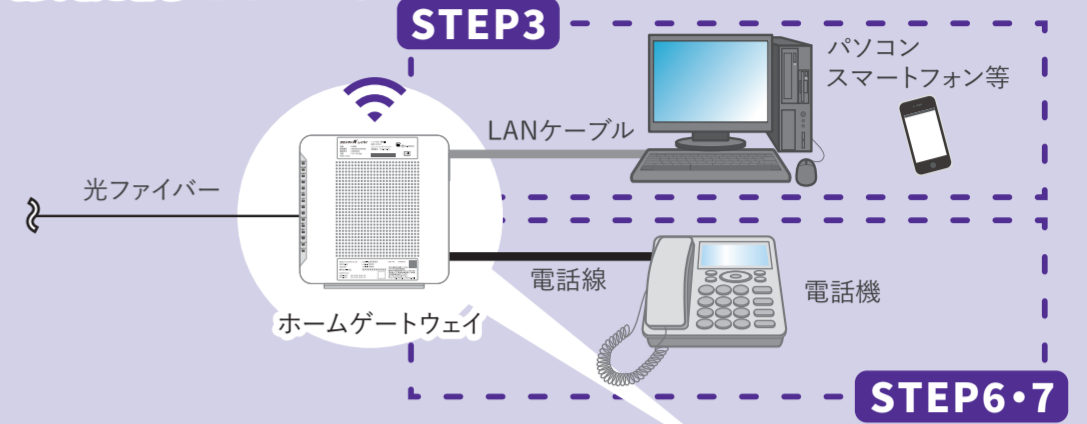 STEP3
パソコン
スマートフォン等
LANケーブル
光ファイバー
電話線
電話機
ホームゲートウェイ
STEP6・7